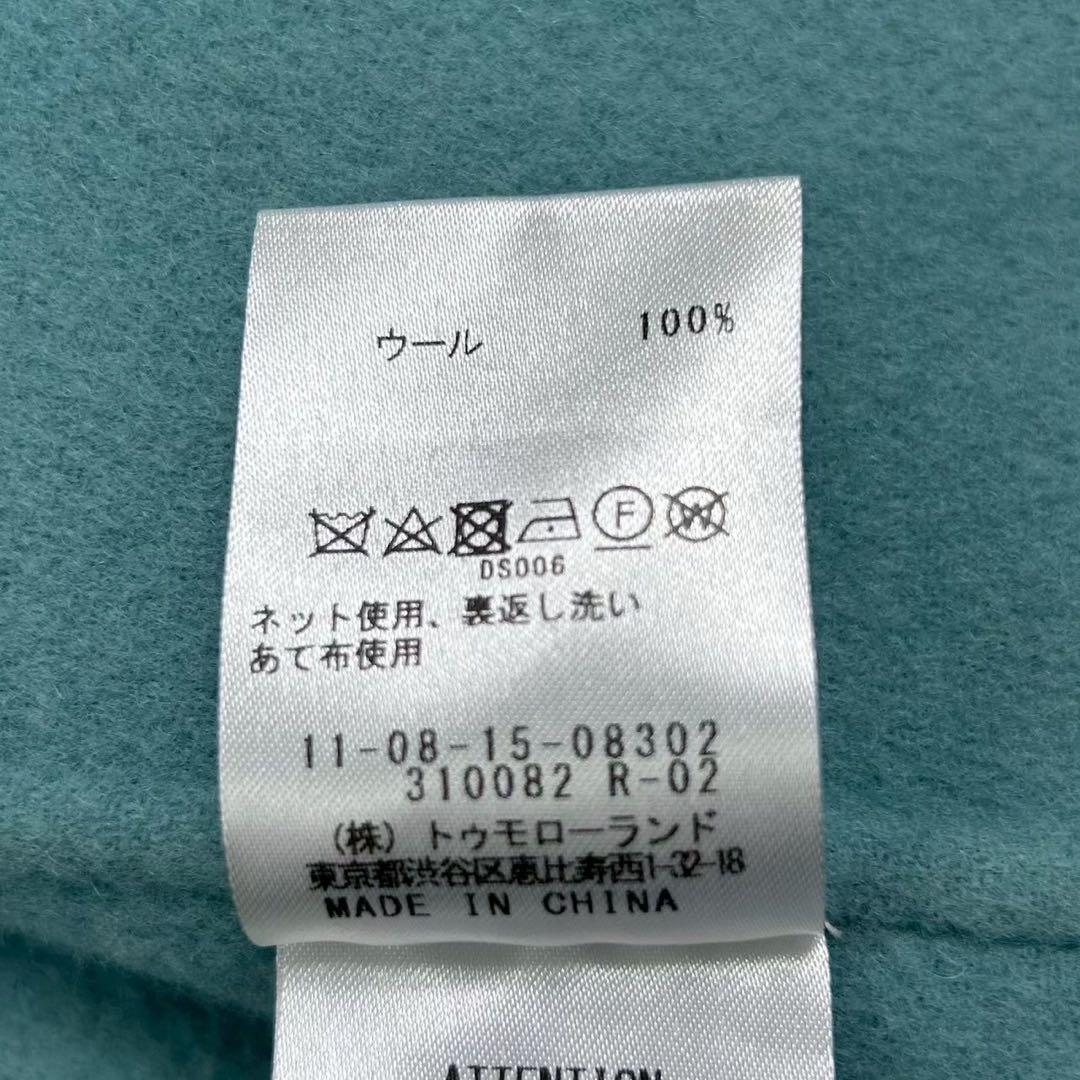 ウール 100%
F W
DS006
ネット使用、裏返し洗い
あて布使用
11-08-15-08302
310082 R-02
(株)トゥモローランド
東京都渋谷区恵比寿西1-32-18
MADE IN CHINA
ATTENTION